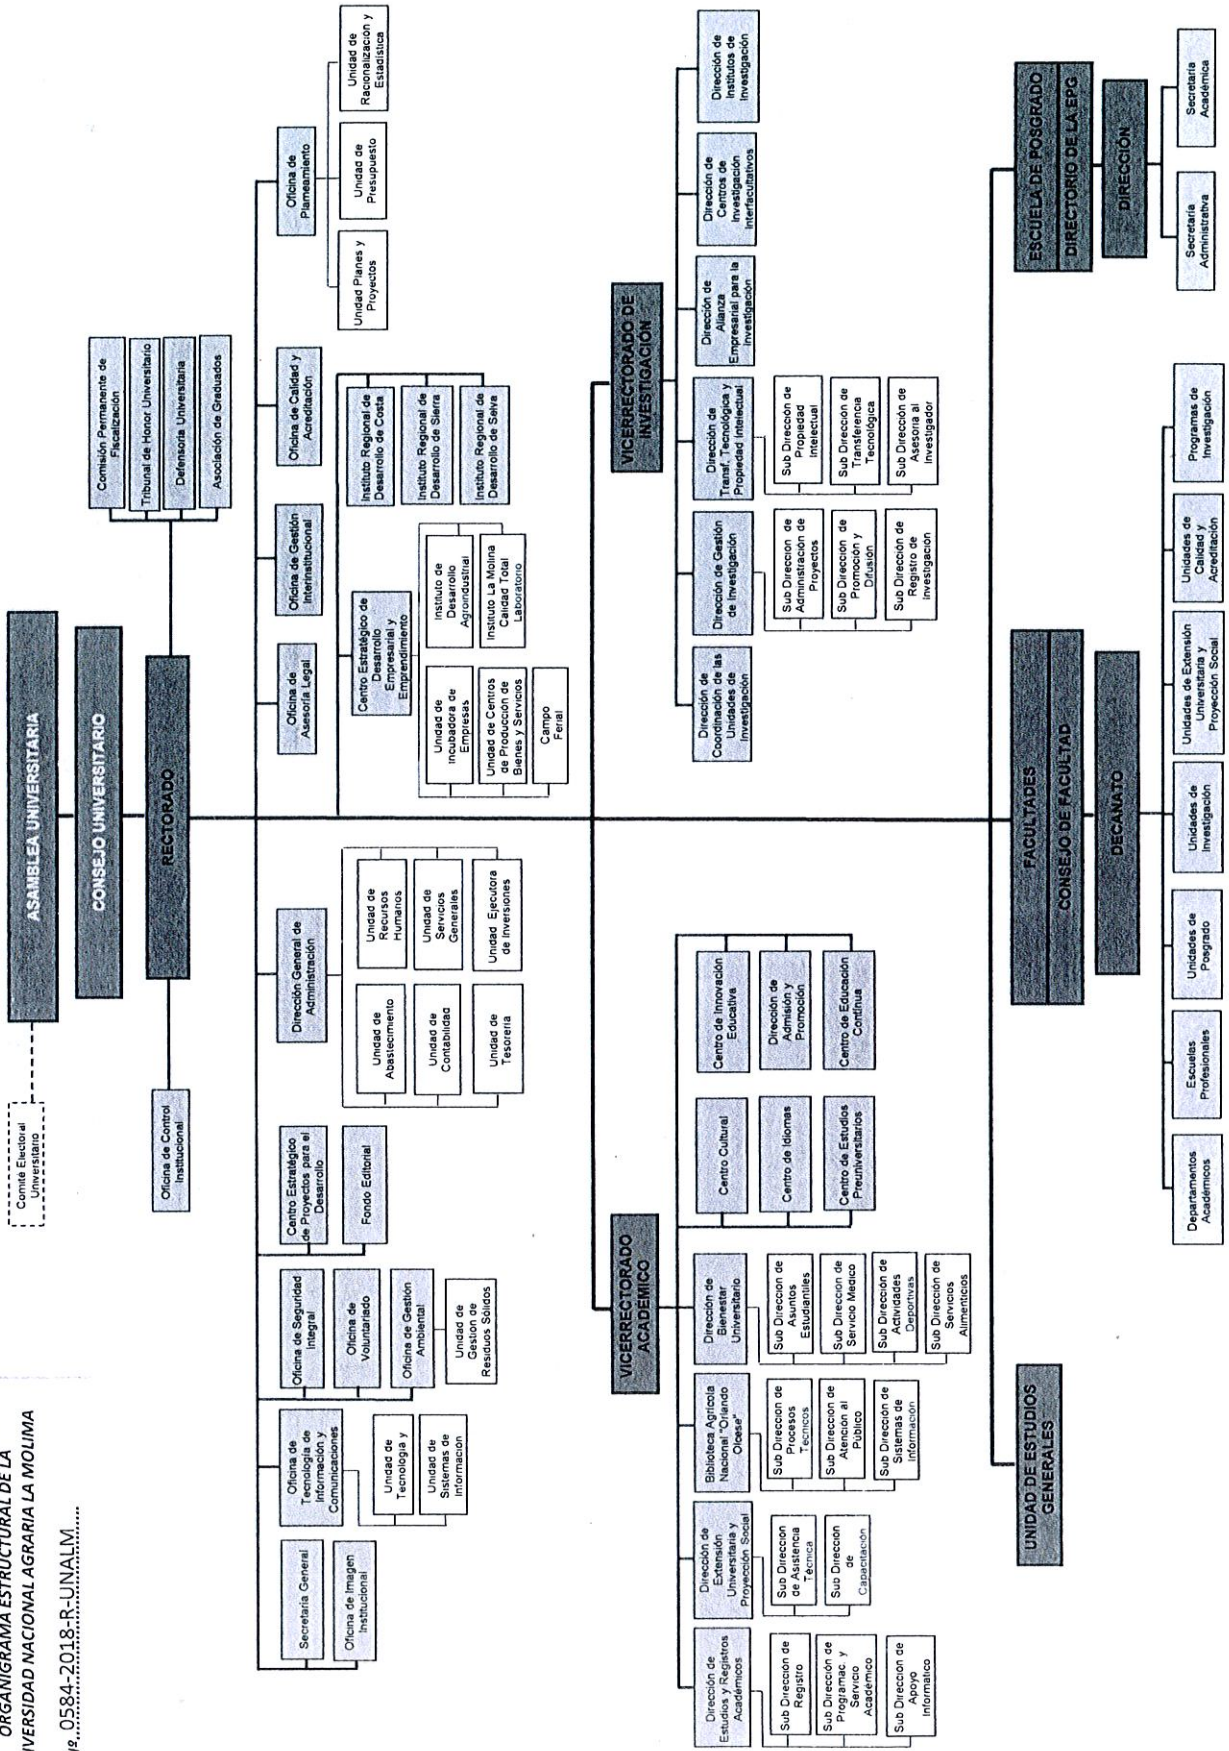 ORGANIGRAMA ESTRUCTURAL DE LA
IVERSIDAD NACIONAL AGRARIA LA MOLIMA
0584-2018-R-UNALM
Comité Electoral
Universitario
ASAMBLEA UNIVERSITARIA
CONSEJO UNIVERSITARIO
RECTORADO
Oficina de Control
Institucional
Comisión Permanente de
Fiscalización
Tribunal de Honor Universitario
Defensoria Universitaria
Asociación de Graduados
Secretaria General
Oficina de Imagen
Institucional
Oficina de
Tecnología de
Información y
Comunicaciones
Unidad de
Tecnología y
Unidad de
Sistemas de
Información
Oficina de Seguridad
Integral
Oficina de
Voluntariado
Oficina de Gestión
Ambiental
Unidad de
Gestion de
Residuos Sólidos
Centro Estratégico
de Proyectos para el
Desarrollo
Fondo Editorial
Dirección General de
Administración
Unidad de
Abastecimiento
Unidad de
Contabilidad
Unidad de
Tesoreria
Unidad de
Recursos
Humanos
Unidad de
Servicios
Generales
Unidad Ejecutora
de Inversiones
Oficina de
Asesoría Legal
Oficina de Gestión
Interinstitucional
Oficina de Calidad y
Acreditación
Oficina de
Planeamiento
Unidad Planes y
Proyectos
Unidad de
Presupuesto
Unidad de
Racionalización y
Estadística
Centro Estratégico de
Desarrollo
Empresarial y
Emprendimiento
Unidad de
Incubadora de
Empresas
Unidad de Centros
de Producción de
Bienes y Servicios
Campo
Ferial
Instituto de
Desarrollo
Agroindustrial
Instituto La Molina
Calidad Total
Laboratorio
Instituto Regional de
Desarrollo de Costa
Instituto Regional de
Desarrollo de Sierra
Instituto Regional de
Desarrollo de Selva
VICERRECTORADO
ACADÉMICO
Dirección de
Estudios y Registros
Académicos
Sub Dirección de
Registro
Sub Dirección de
Programac. y
Servicio
Académico
Sub Direccion de
Apoyo
Informatico
Dirección de
Extensión
Universitaria y
Proyección Social
Sub Dirección
de Asistencia
Técnica
Sub Direccion
de
Capacitación
Biblioteca Agrícola
Nacional "Orlando
Olcese"
Sub Direccion de
Procesos
Tecnicos
Sub Direccion de
Atención al
Público
Sub Dirección de
Sistemas de
Información
Dirección de
Bienestar
Universitario
Sub Direccion de
Asuntos
Estudiantiles
Sub Dirección de
Servicio Medico
Sub Dirección de
Actividades
Deportivas
Sub Dirección de
Servicios
Alimenticios
Centro Cultural
Centro de Idiomas
Centro de Estudios
Preuniversitarios
Centro de Innovación
Educativa
Dirección de
Admisión y
Promoción
Centro de Educación
Contínua
VICERRECTORADO DE
INVESTIGACIÓN
Dirección de
Coordinación de las
Unidades de
Investigación
Dirección de Gestión
de Investigación
Sub Direccion de
Administración de
Proyectos
Sub Dirección de
Promoción y
Difusión
Sub Dirección de
Registro de
Investigación
Dirección de
Transf, Tecnológica y
Propiedad Intelectual
Sub Dirección de
Propiedad
Intelectual
Sub Dirección de
Transferencia
Tecnológica
Sub Dirección de
Asesoria al
Investigador
Dirección de
Alianza
Empresarial para la
Investigación
Dirección de
Centros de
Investigación
Interfacultativos
Dirección de
Institutos de
Investigación
UNIDAD DE ESTUDIOS
GENERALES
FACULTADES
CONSEJO DE FACULTAD
DECANATO
Departamentos
Académicos
Escuelas
Profesionales
Unidades de
Posgrado
Unidades de
Investigación
Unidades de Extensión
Universitaria y
Proyección Social
Unidades de
Calidad y
Acreditación
Programas de
Investigación
ESCUELA DE POSGRADO
DIRECTORIO DE LA EPG
DIRECCIÓN
Secretaría
Administrativa
Secretaría
Académica